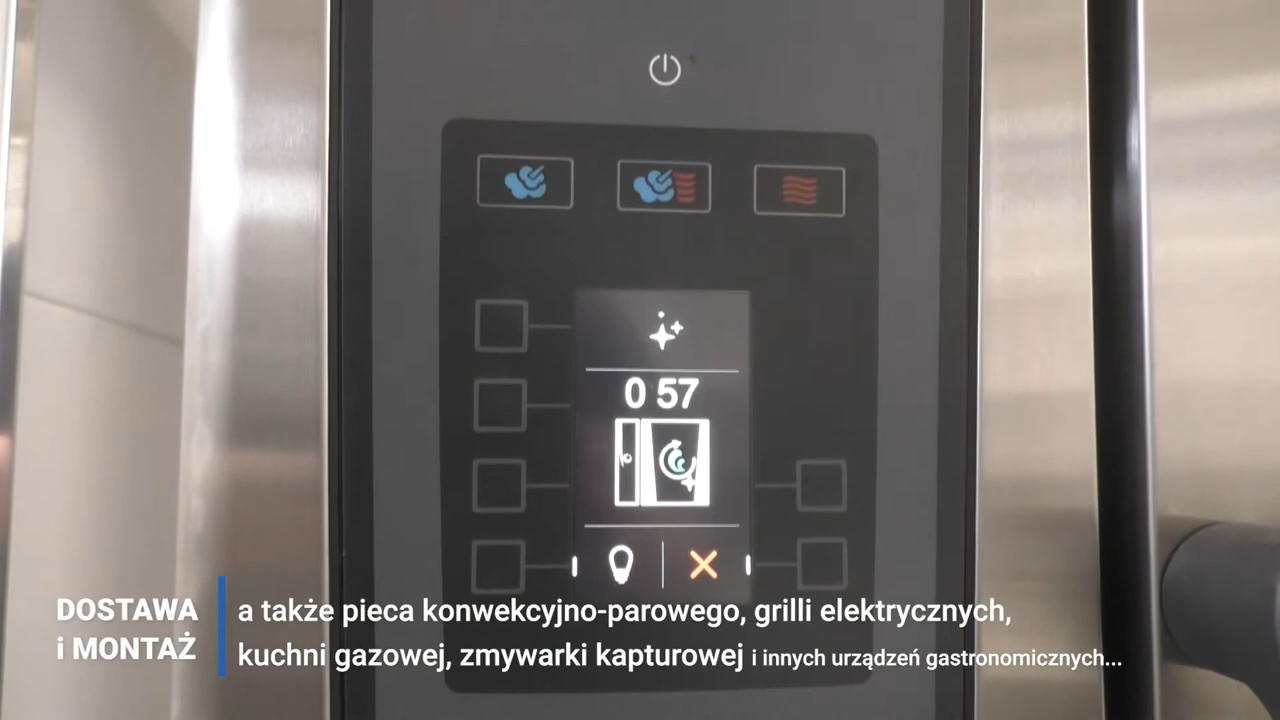 0 57
DOSTAWA
i MONTAŻ
a także pieca konwekcyjno-parowego, grilli elektrycznych,
kuchni gazowej, zmywarki kapturowej i innych urządzeń gastronomicznych...